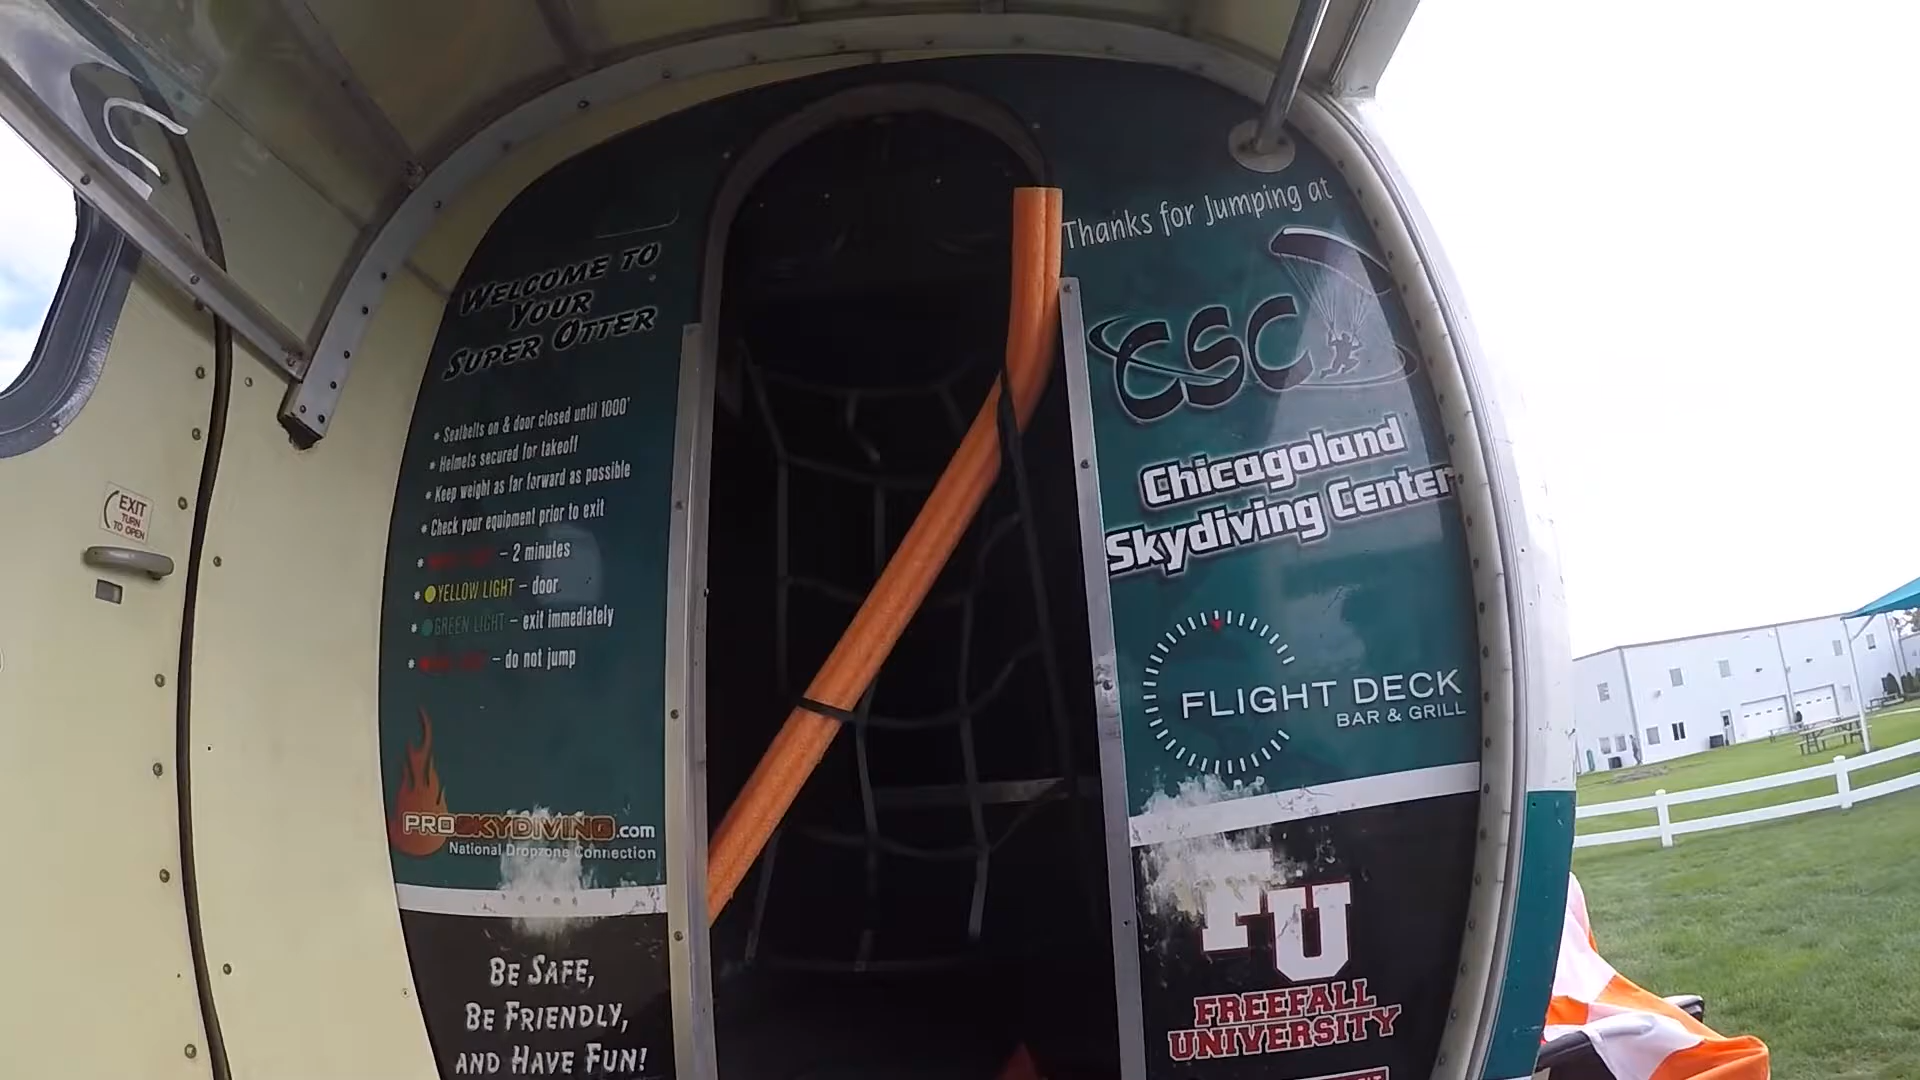 EXIT
TURN
TO OPEN
WELCOME TO
YOUR
SUPER OTTER
* Seatbelts on & door closed until 1000'
* Helmets secured for takeoff
* Keep weight as far forward as possible
* Check your equipment prior to exit
* – 2 minutes
* YELLOW LIGHT – door
* GREEN LIGHT – exit immediately
* – do not jump
PROSKYDIVING.com
National Dropzone Connection
BE SAFE,
BE FRIENDLY,
AND HAVE FUN!
Thanks for Jumping at
CSC
Chicagoland
Skydiving Center
FLIGHT DECK
BAR & GRILL
FU
FREEFALL
UNIVERSITY